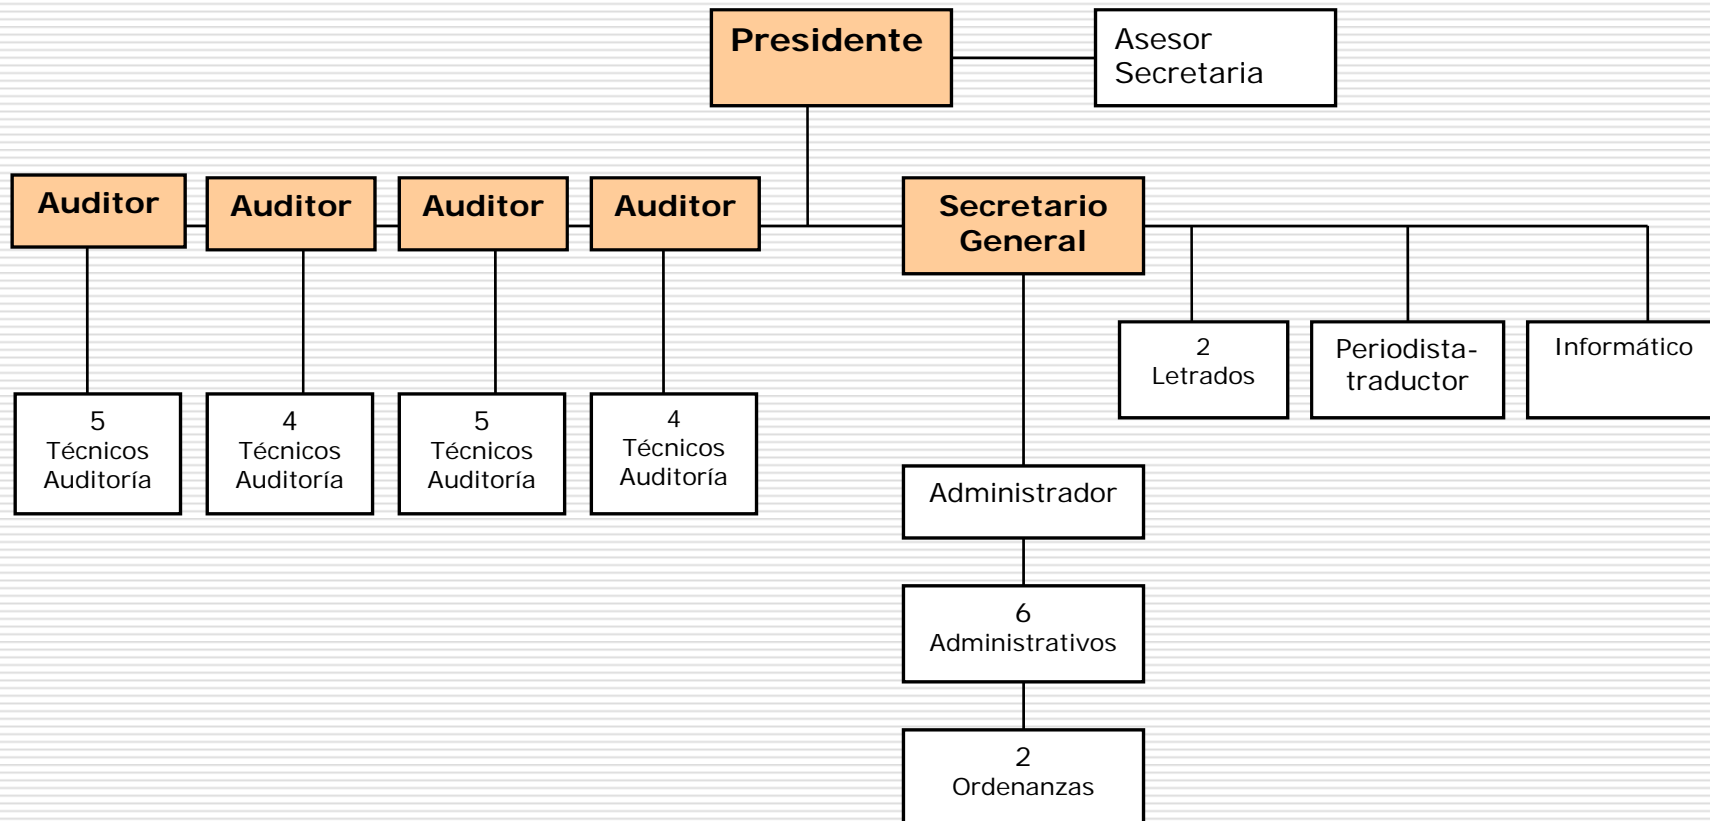 Presidente
Asesor
Secretaria
Auditor
Auditor
Auditor
Auditor
Secretario
General
2
Letrados
Periodista-
traductor
Informático
5
Técnicos
Auditoría
4
Técnicos
Auditoría
5
Técnicos
Auditoría
4
Técnicos
Auditoría
Administrador
6
Administrativos
2
Ordenanzas